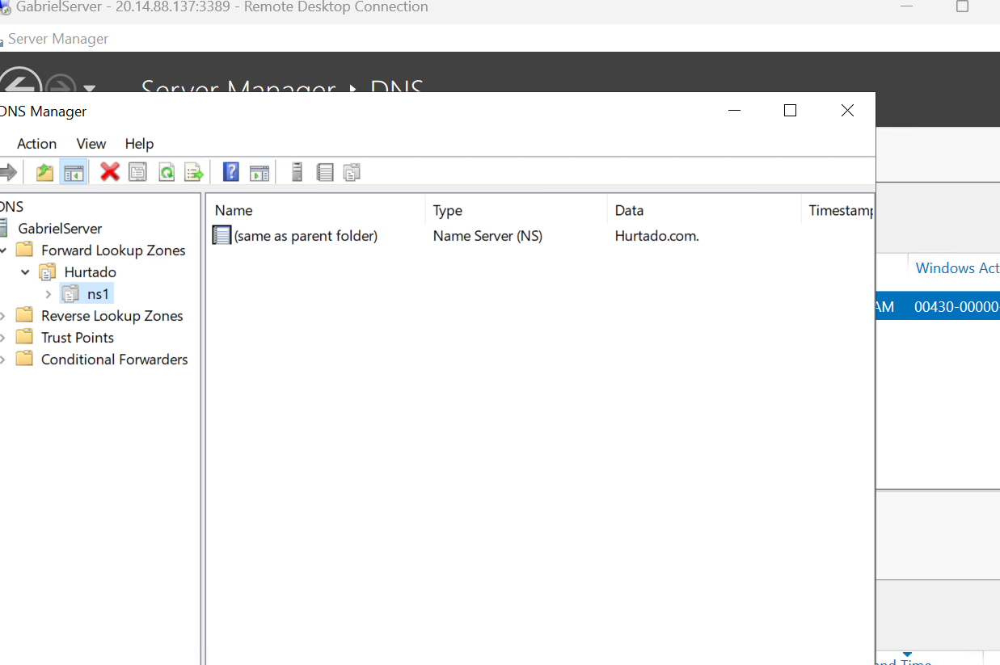 GabrielServer - 20.14.88.137:3389 - Remote Desktop Connection
Server Manager
Server Manager ▸ DNS
DNS Manager
Action View Help
DNS
GabrielServer
Forward Lookup Zones
Hurtado
ns1
Reverse Lookup Zones
Trust Points
Conditional Forwarders
Name Type Data Timestamp
(same as parent folder) Name Server (NS) Hurtado.com.
Windows Act
AM 00430-00000
end Time